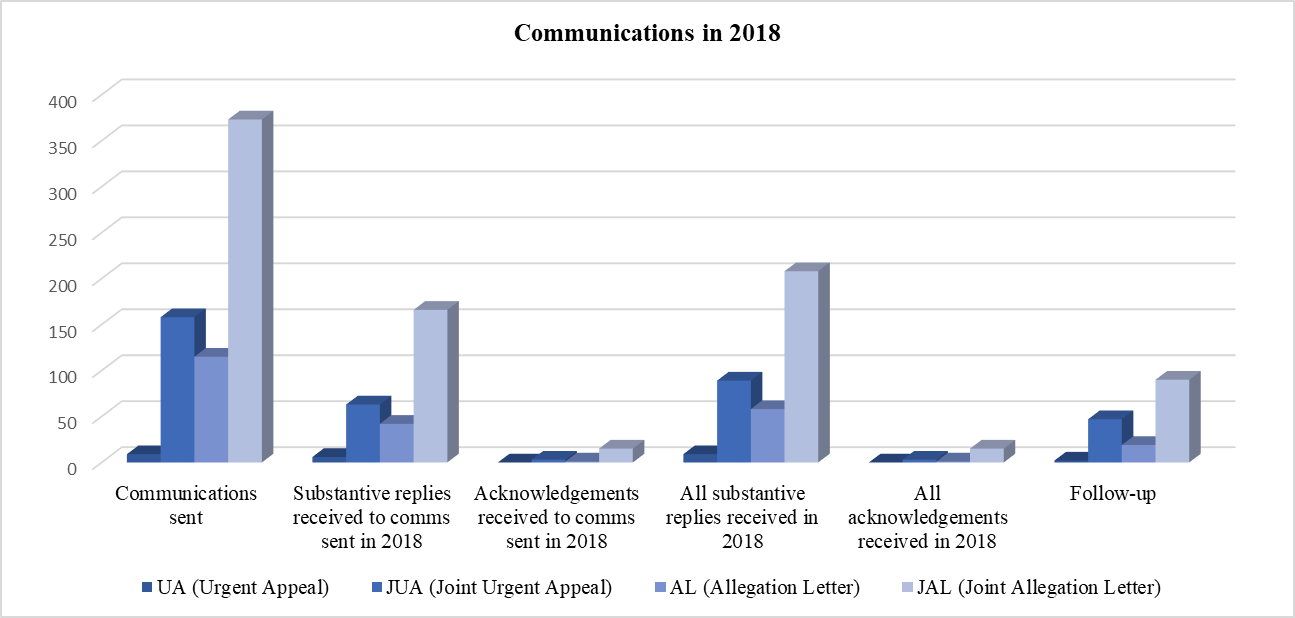 Communications in 2018
400
350
300
250
200
150
100
50
0
Communications
sent
Substantive replies
received to comms
sent in 2018
Acknowledgements
received to comms
sent in 2018
All substantive
replies received in
2018
All
acknowledgements
received in 2018
Follow-up
UA (Urgent Appeal)
JUA (Joint Urgent Appeal)
AL (Allegation Letter)
JAL (Joint Allegation Letter)